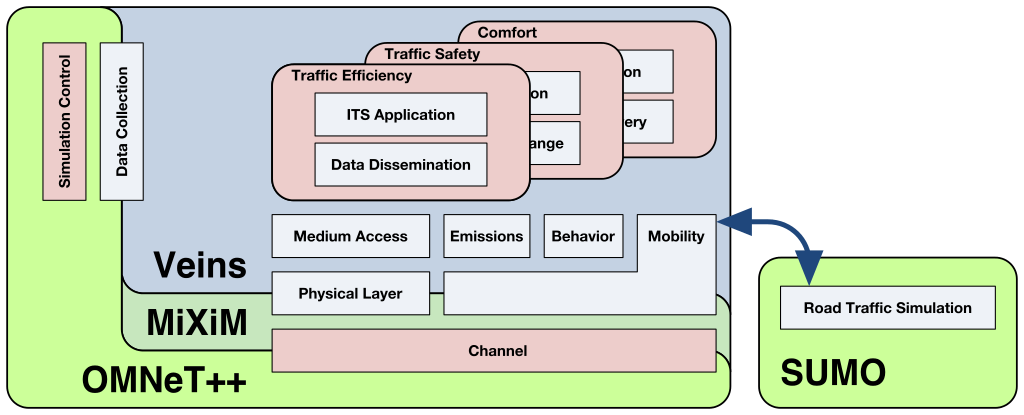 Comfort
Traffic Safety
Traffic Efficiency
on
on
ITS Application
ery
ange
Data Dissemination
Simulation Control
Data Collection
Medium Access
Emissions
Behavior
Mobility
Veins
Physical Layer
Road Traffic Simulation
MiXiM
Channel
SUMO
OMNeT++